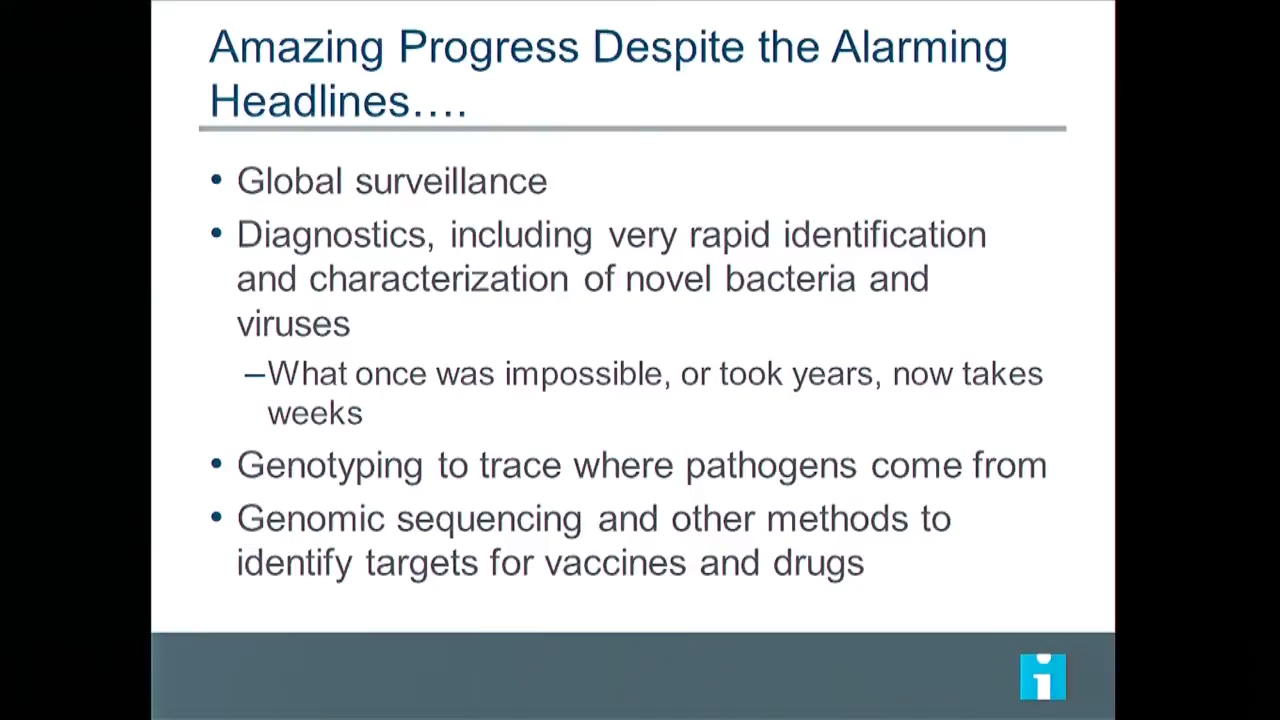 Amazing Progress Despite the Alarming
Headlines….
• Global surveillance
• Diagnostics, including very rapid identification
and characterization of novel bacteria and
viruses
–What once was impossible, or took years, now takes
weeks
• Genotyping to trace where pathogens come from
• Genomic sequencing and other methods to
identify targets for vaccines and drugs
i